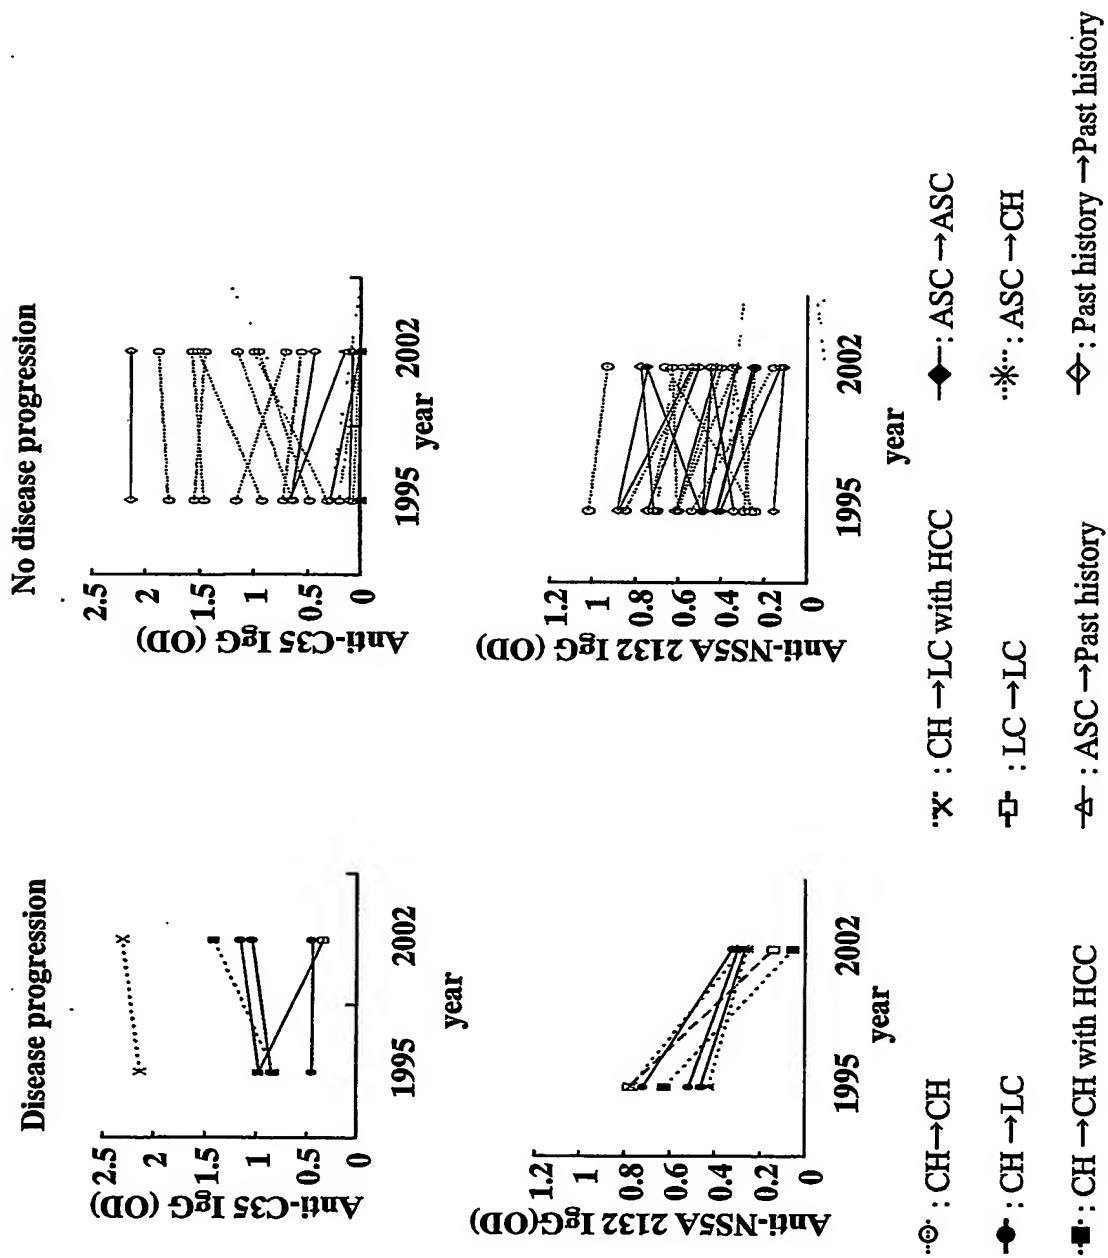 Disease progression
No disease progression
Anti-C35 IgG (OD)
2.5
2
1.5
1
0.5
0
1995
2002
year
Anti-C35 IgG (OD)
2.5
2
1.5
1
0.5
0
1995
2002
year
Anti-NS5A 2132 IgG(OD)
1.2
1
0.8
0.6
0.4
0.2
0
1995
2002
year
Anti-NS5A 2132 IgG (OD)
1.2
1
0.8
0.6
0.4
0.2
0
1995
2002
year
: CH→CH
: CH →LC with HCC
: ASC →ASC
: CH →LC
: LC →LC
: ASC →CH
: CH →CH with HCC
: ASC →Past history
: Past history →Past history